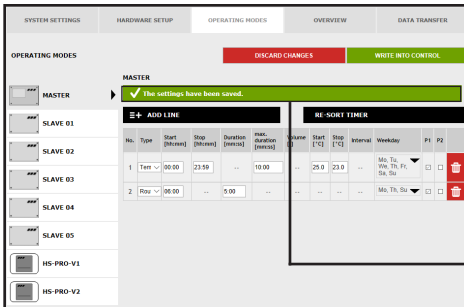 SYSTEM SETTINGS HARDWARE SETUP OPERATING MODES OVERVIEW DATA TRANSFER
OPERATING MODES DISCARD CHANGES WRITE INTO CONTROL
MASTER
The settings have been saved.
ADD LINE RE-SORT TIMER
No. Type Start [hh:mm] Stop [hh:mm] Duration [mm:ss] max. duration [mm:ss] Volume Start [°C] Stop [°C] Interval Weekday P1 P2
1 Tem 00:00 23:59 -- 10:00 -- 25.0 23.0 -- Mo, Tu, We, Th, Fr, Sa, Su
2 Rou 06:00 -- 5:00 -- -- -- -- -- Mo, Th, Su
MASTER
SLAVE 01
SLAVE 02
SLAVE 03
SLAVE 04
SLAVE 05
HS-PRO-V1
HS-PRO-V2